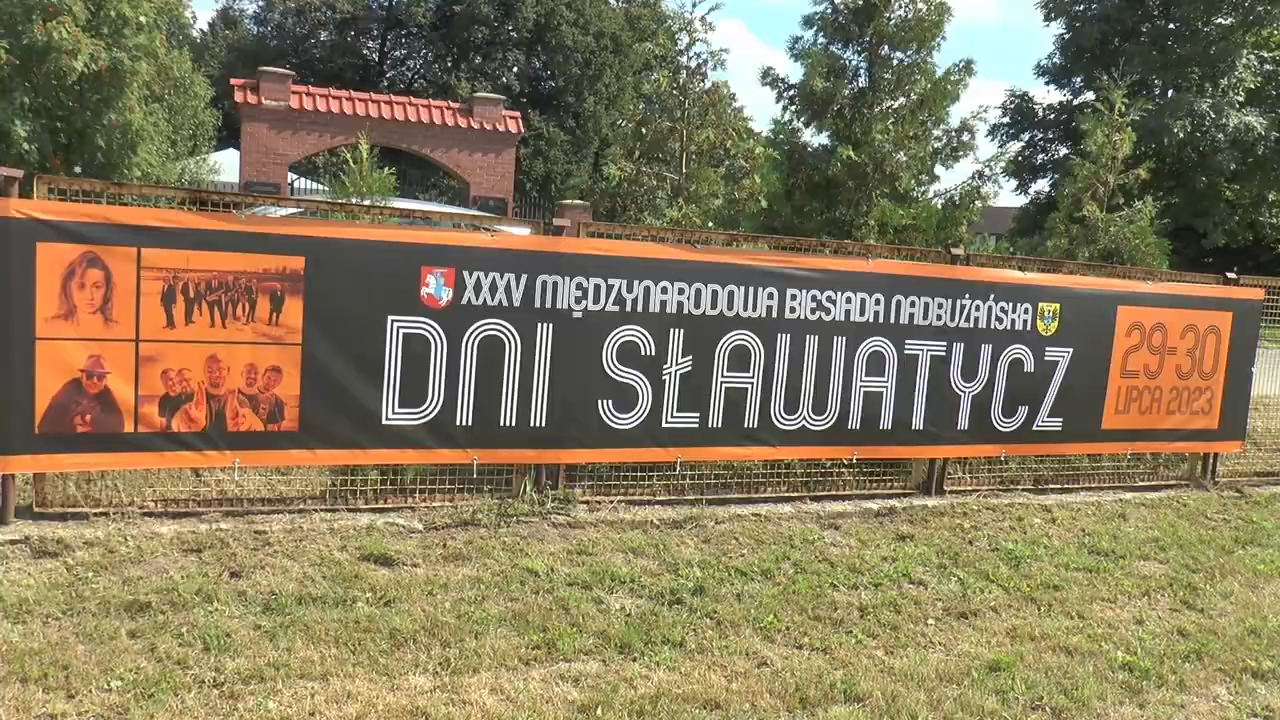 XXXV MIĘDZYNARODOWA BIESIADA NADBUŻAŃSKA
DNI SŁAWATYCZ
29-30
LIPCA 2023